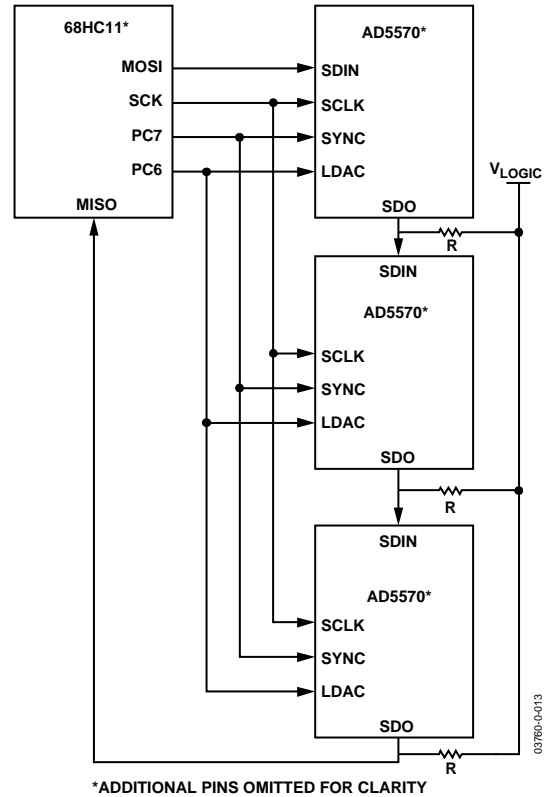 68HC11*
MOSI
SCK
PC7
PC6
MISO
AD5570*
SDIN
SCLK
SYNC
LDAC
SDO
VLOGIC
R
SDIN
AD5570*
SCLK
SYNC
LDAC
SDO
R
SDIN
AD5570*
SCLK
SYNC
LDAC
SDO
R
03760-0-013
*ADDITIONAL PINS OMITTED FOR CLARITY